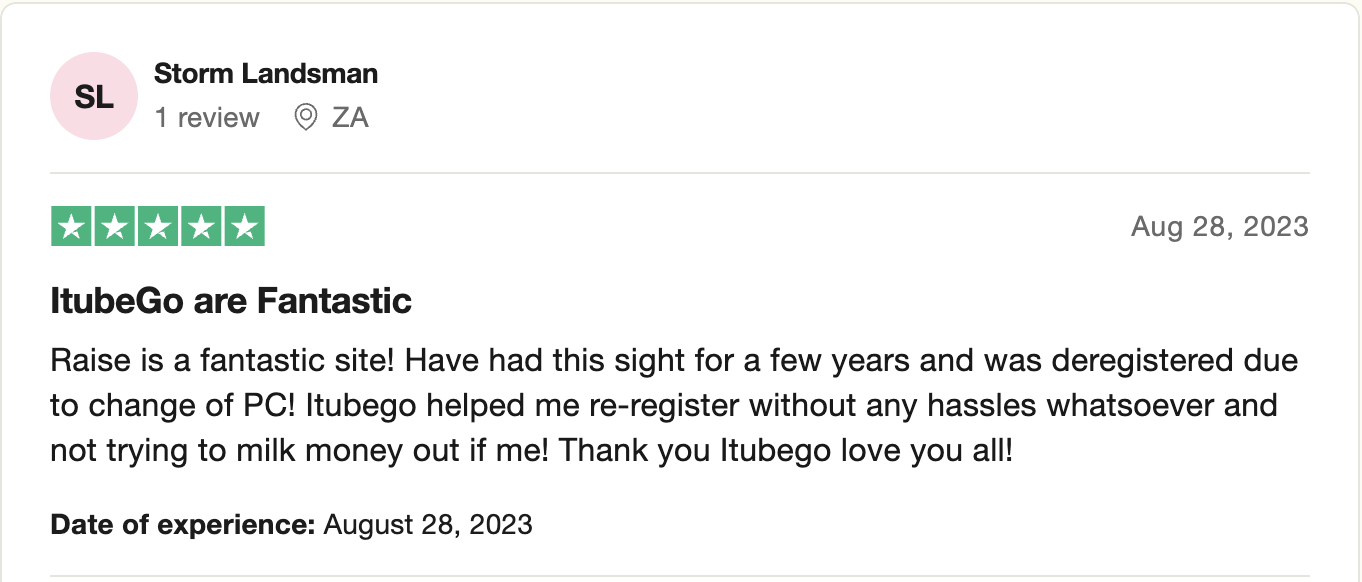 SL
Storm Landsman
1 review ZA
Aug 28, 2023
ItubeGo are Fantastic
Raise is a fantastic site! Have had this sight for a few years and was deregistered due
to change of PC! Itubego helped me re-register without any hassles whatsoever and
not trying to milk money out if me! Thank you Itubego love you all!
Date of experience: August 28, 2023